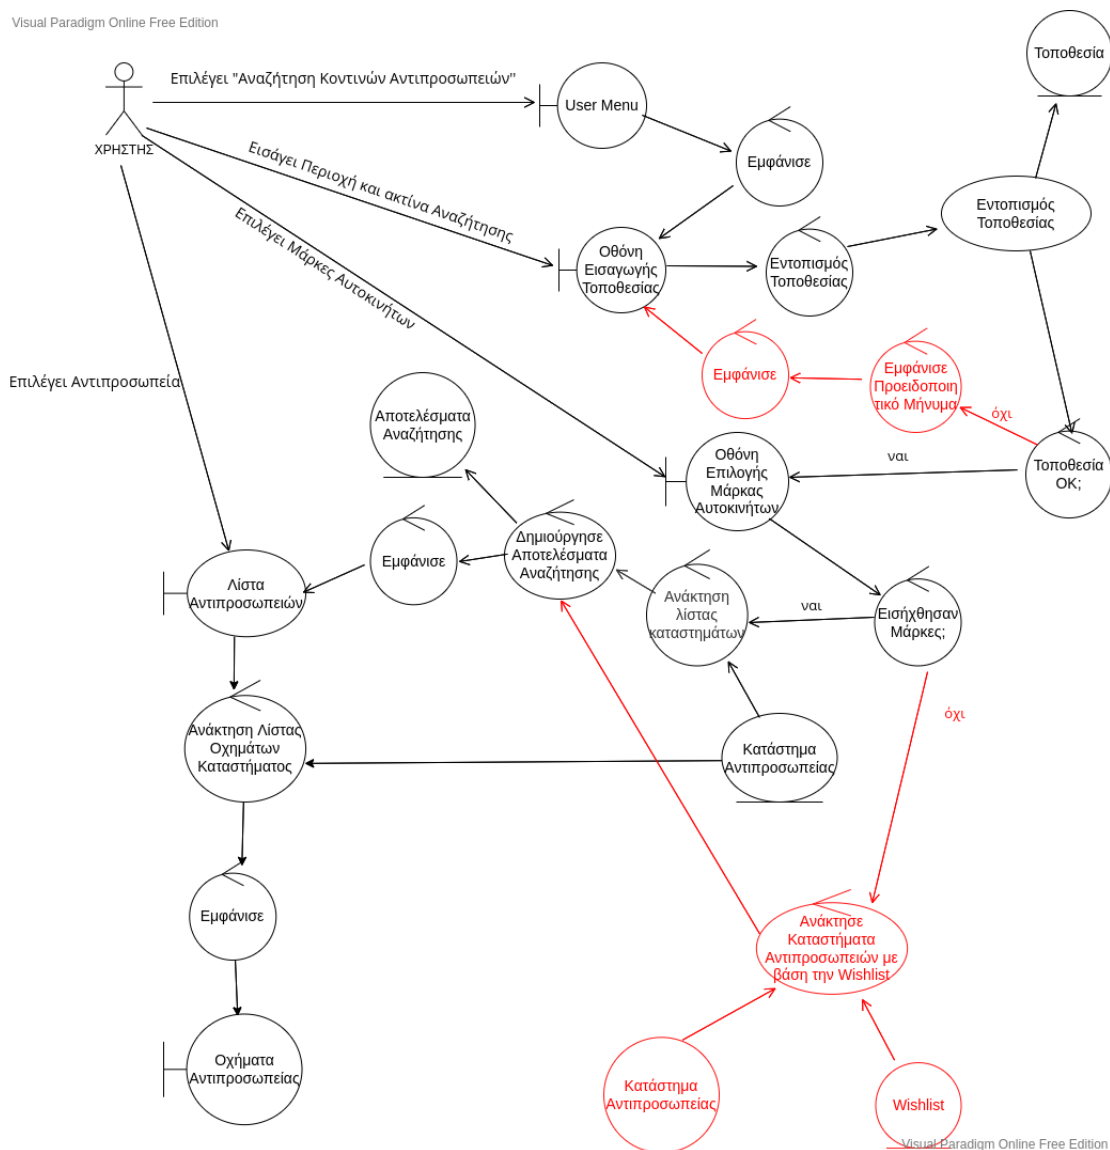 Visual Paradigm Online Free Edition
Τοποθεσία
Επιλέγει "Αναζήτηση Κοντινών Αντιπροσωπειών"
User Menu
ΧΡΗΣΤΗΣ
Εμφάνισε
Εισάγει Περιοχή και ακτίνα Αναζήτησης
Εντοπισμός
Τοποθεσίας
Επιλέγει Μάρκες Αυτοκινήτων
Οθόνη
Εισαγωγής
Τοποθεσίας
Εντοπισμός
Τοποθεσίας
Επιλέγει Αντιπροσωπεία
Εμφάνισε
Εμφάνισε
Προειδοποιη
τικό Μήνυμα
όχι
Αποτελέσματα
Αναζήτησης
Οθόνη
Επιλογής
Μάρκας
Αυτοκινήτων
ναι
Τοποθεσία
ΟΚ;
Δημιούργησε
Αποτελέσματα
Αναζήτησης
Εμφάνισε
Λίστα
Αντιπροσωπειών
Ανάκτηση
λίστας
καταστημάτων
ναι
Εισήχθησαν
Μάρκες;
όχι
Ανάκτηση Λίστας
Οχημάτων
Καταστήματος
Κατάστημα
Αντιπροσωπείας
Εμφάνισε
Ανάκτησε
Καταστήματα
Αντιπροσωπειών με
βάση την Wishlist
Οχήματα
Αντιπροσωπείας
Κατάστημα
Αντιπροσωπείας
Wishlist
Visual Paradigm Online Free Edition